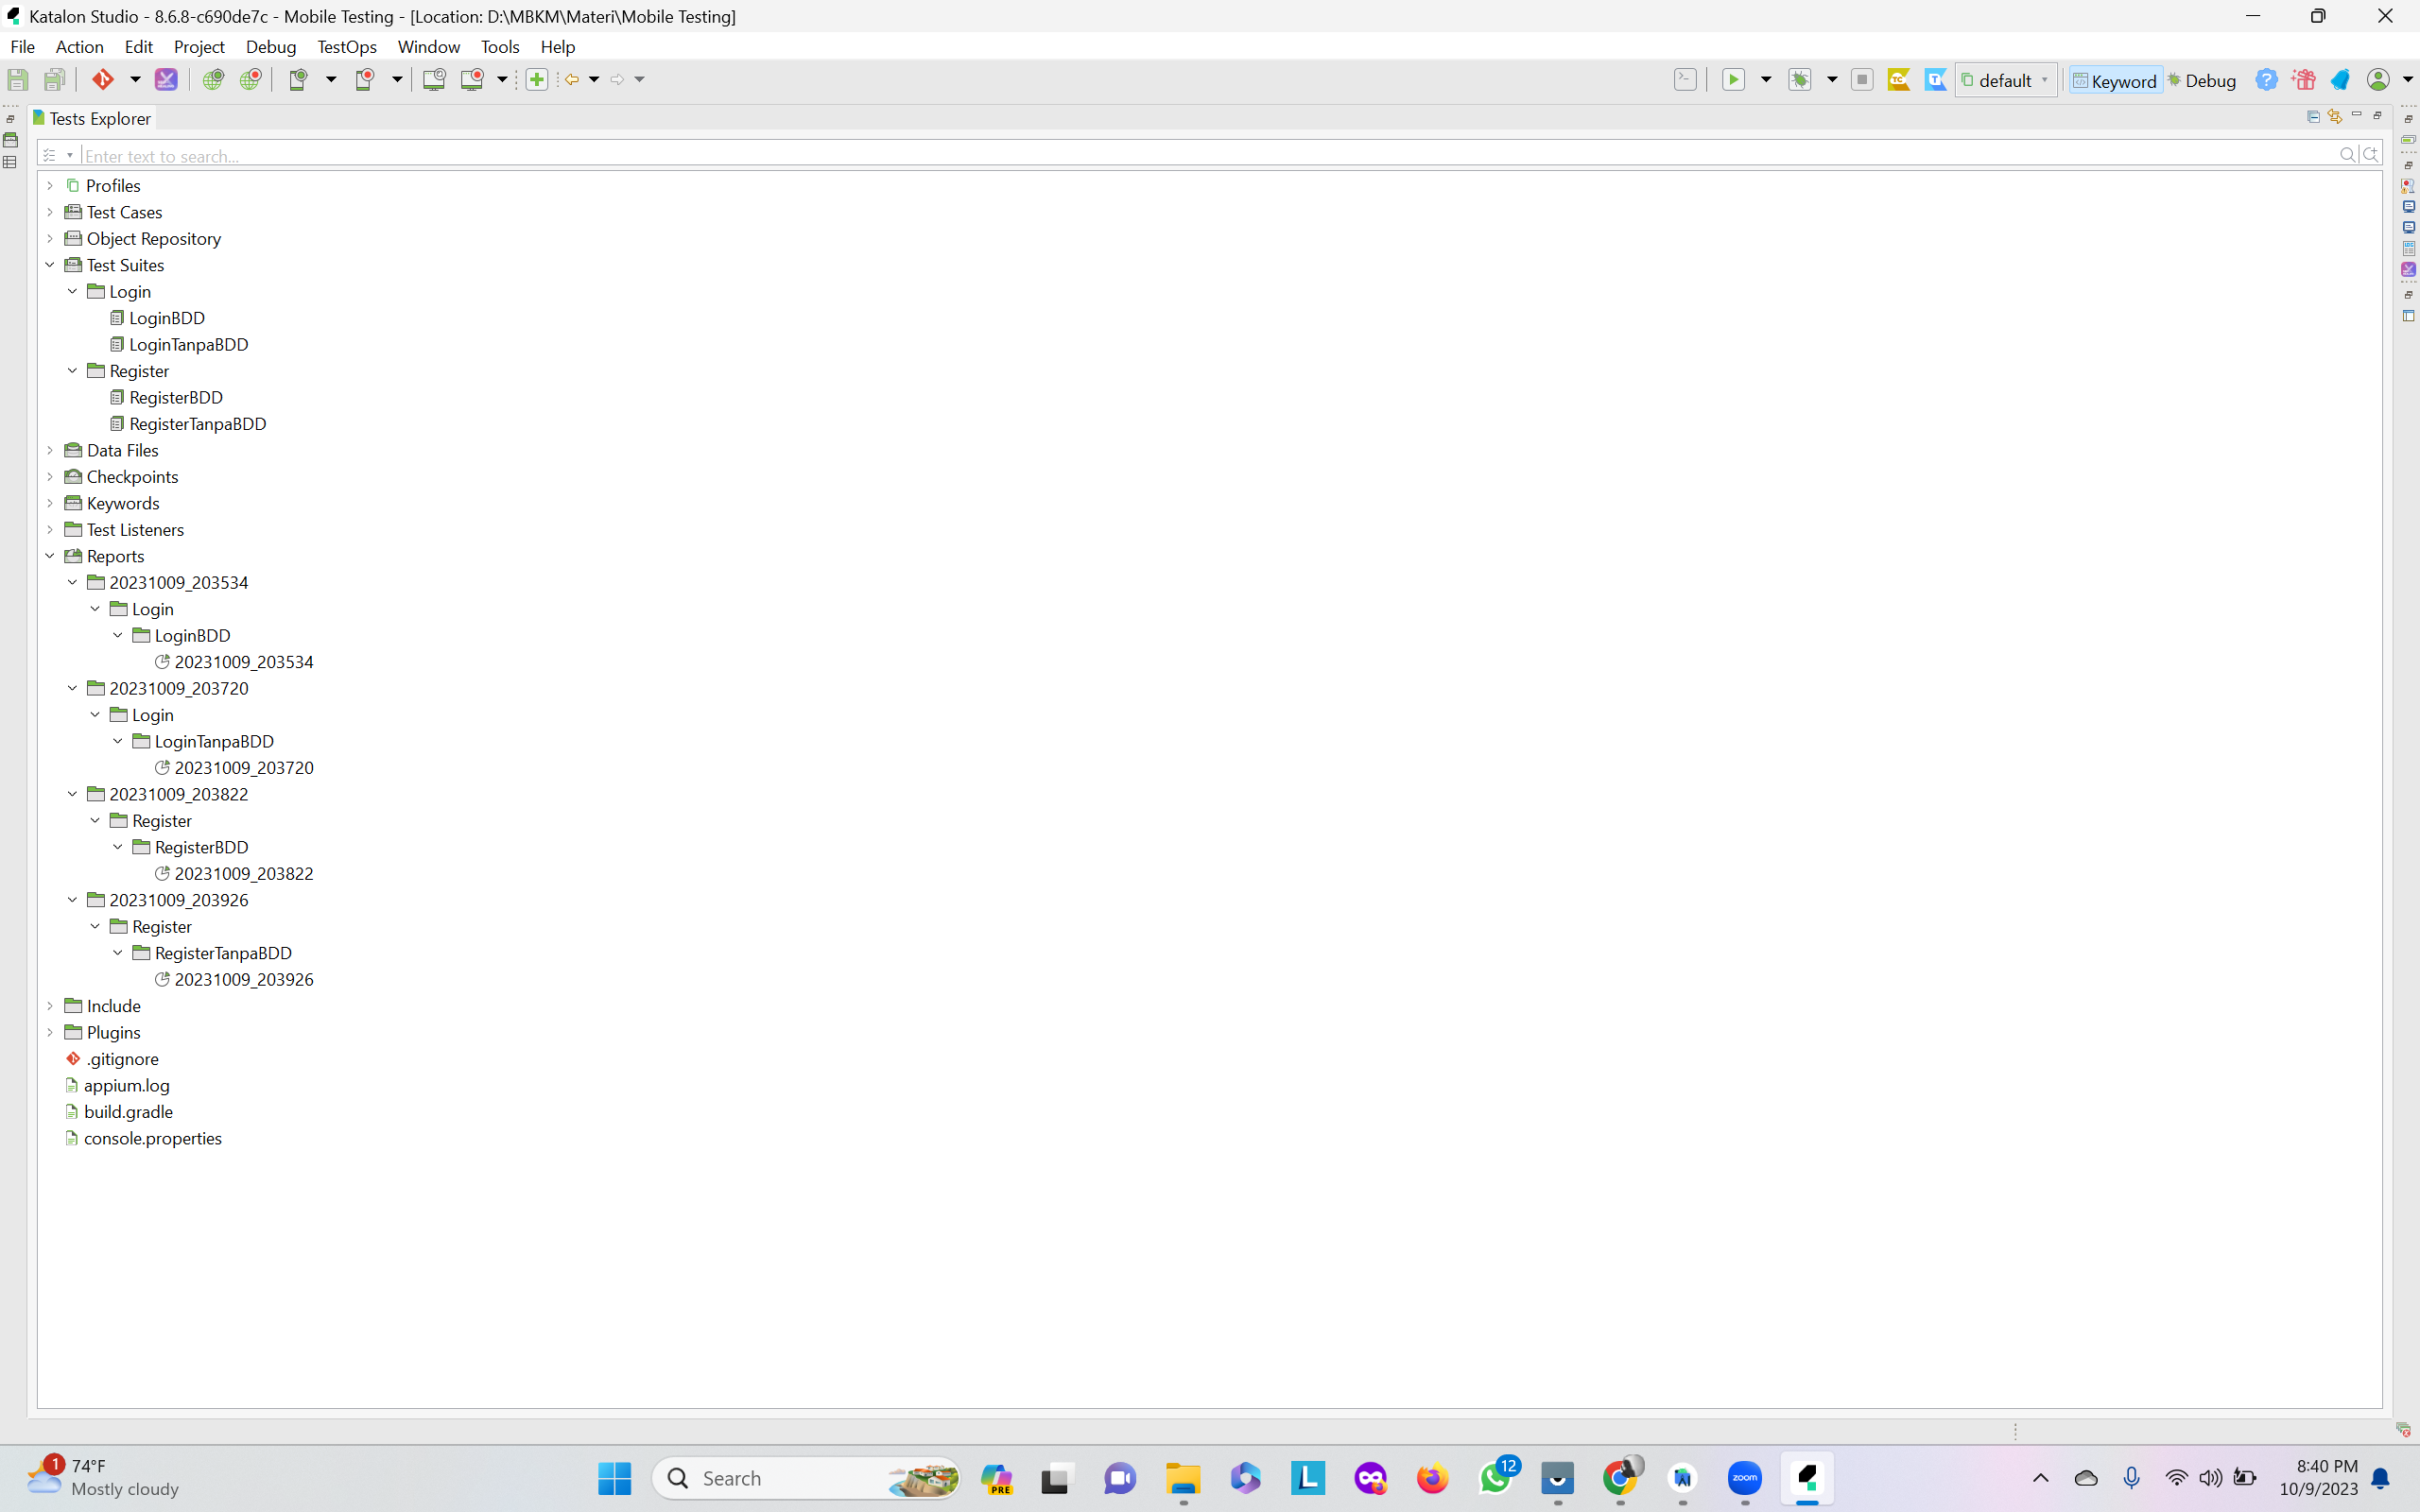 Katalon Studio - 8.6.8-c690de7c - Mobile Testing - [Location: D:\MBKM\Materi\Mobile Testing]
File Action Edit Project Debug TestOps Window Tools Help
TC T default Keyword Debug
Tests Explorer
Enter text to search...
Profiles
Test Cases
Object Repository
Test Suites
Login
LoginBDD
LoginTanpaBDD
Register
RegisterBDD
RegisterTanpaBDD
Data Files
Checkpoints
Keywords
Test Listeners
Reports
20231009_203534
Login
LoginBDD
20231009_203534
20231009_203720
Login
LoginTanpaBDD
20231009_203720
20231009_203822
Register
RegisterBDD
20231009_203822
20231009_203926
Register
RegisterTanpaBDD
20231009_203926
Include
Plugins
.gitignore
appium.log
build.gradle
console.properties
1 74°F
Mostly cloudy
Search
PRE
L
12
zoom
8:40 PM
10/9/2023